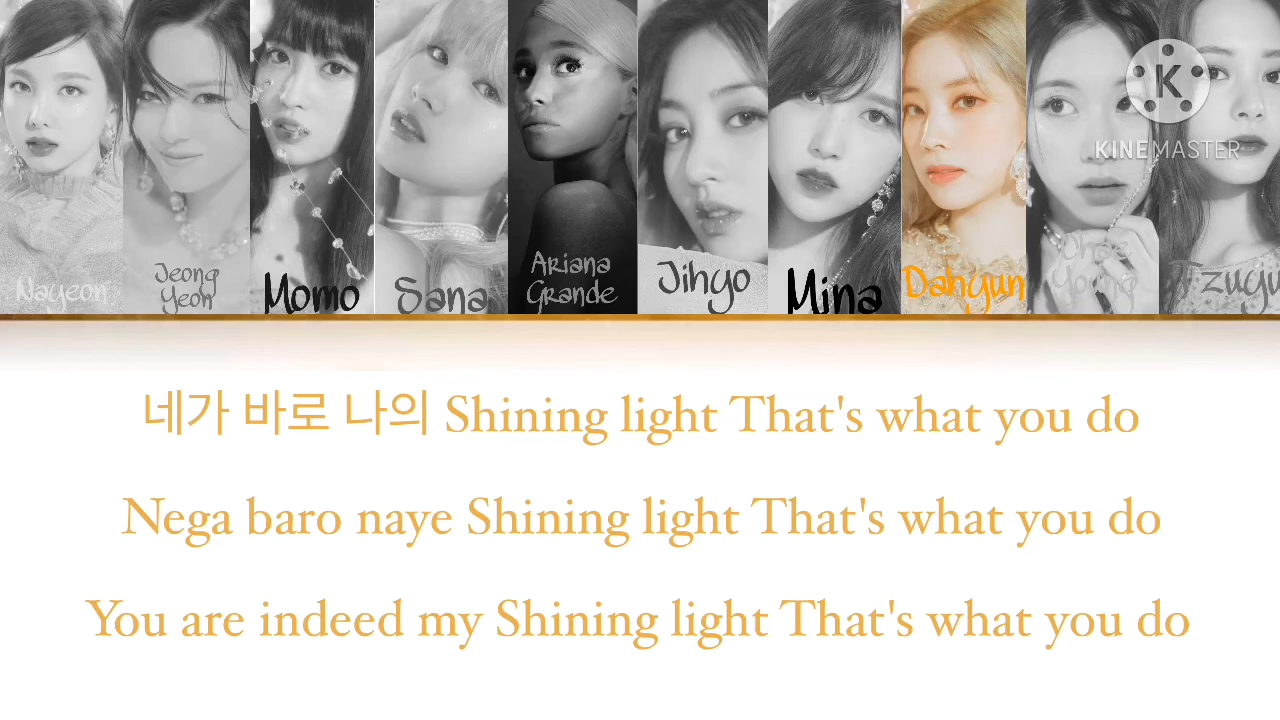 Nayeon
Jeong
Yeon
Momo
Sana
Ariana
Grande
Jihyo
Mina
Dahyun
Chae
Young
Tzuyu
K
KINEMASTER
네가 바로 나의 Shining light That's what you do
Nega baro naye Shining light That's what you do
You are indeed my Shining light That's what you do